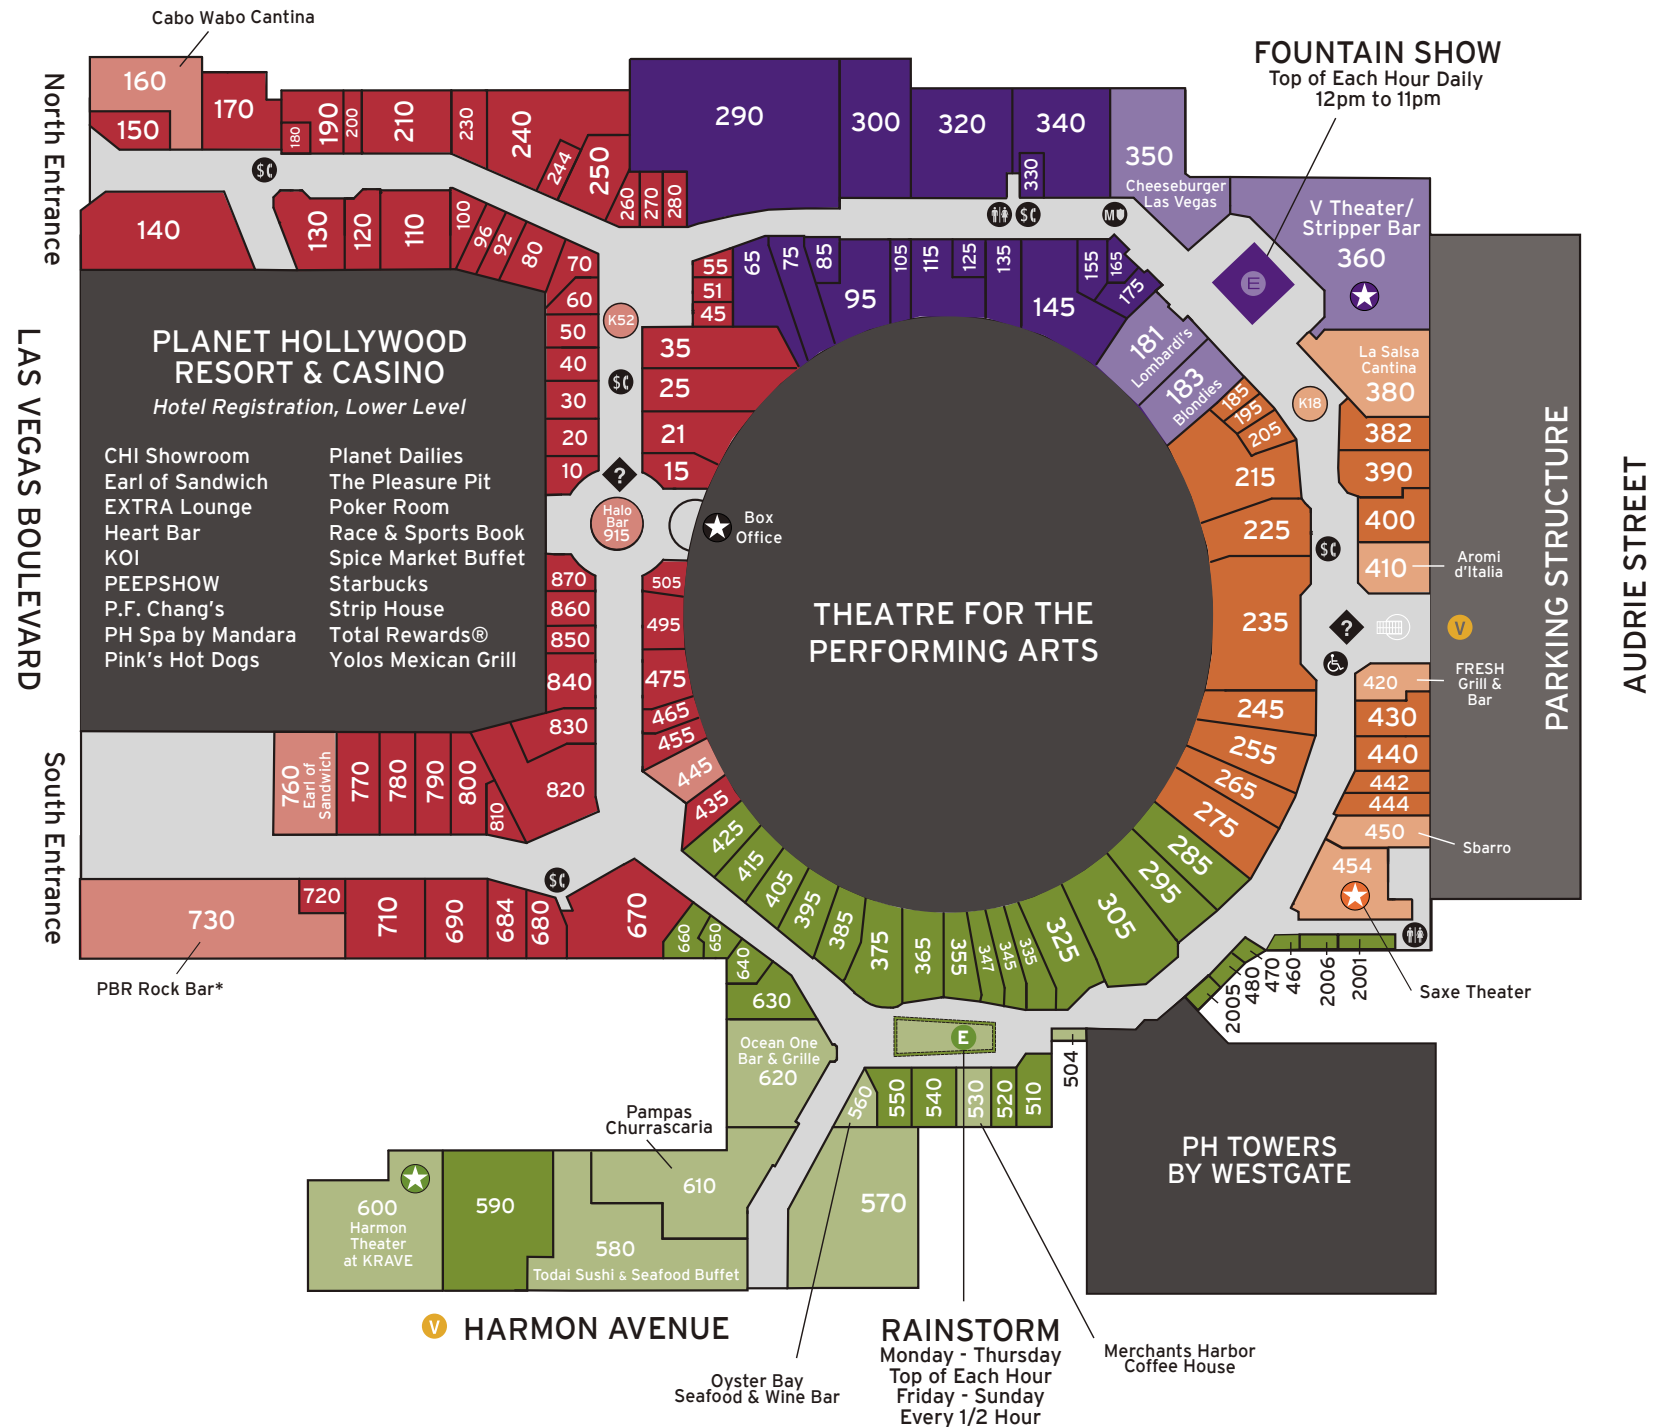 Cabo Wabo Cantina
FOUNTAIN SHOW
Top of Each Hour Daily
12pm to 11pm
North Entrance
160
150
170
180
190
200
210
230
240
244
250
260
270
280
290
300
320
330
340
350
Cheeseburger
Las Vegas
V Theater/
Stripper Bar
360
$
M
E
140
130
120
110
100
96
92
80
70
60
50
40
30
20
10
K52
$
?
Halo
Bar
915
55
51
45
35
25
21
15
65
75
85
95
105
115
125
135
145
155
165
175
181
Lombardi's
183
Blondies
185
195
205
215
225
235
245
255
265
275
K18
La Salsa
Cantina
380
382
390
400
410
Aromi
d'Italia
$
?
V
420
FRESH
Grill &
Bar
430
440
442
444
450
Sbarro
454
Saxe Theater
PARKING STRUCTURE
AUDRIE STREET
LAS VEGAS BOULEVARD
PLANET HOLLYWOOD
RESORT & CASINO
Hotel Registration, Lower Level
CHI Showroom
Earl of Sandwich
EXTRA Lounge
Heart Bar
KOI
PEEPSHOW
P.F. Chang's
PH Spa by Mandara
Pink's Hot Dogs
Planet Dailies
The Pleasure Pit
Poker Room
Race & Sports Book
Spice Market Buffet
Starbucks
Strip House
Total Rewards®
Yolos Mexican Grill
Box
Office
THEATRE FOR THE
PERFORMING ARTS
870
860
850
840
830
820
810
800
790
780
770
760
Earl of
Sandwich
505
495
475
465
455
445
435
425
415
405
395
385
375
365
355
347
345
335
325
305
295
285
South Entrance
730
720
710
690
684
680
$
670
660
650
640
630
PBR Rock Bar*
Ocean One
Bar & Grille
620
E
560
550
540
530
520
510
504
2005
480
470
460
2006
2001
PH TOWERS
BY WESTGATE
Pampas
Churrascaria
610
600
Harmon
Theater
at KRAVE
590
580
Todai Sushi & Seafood Buffet
570
V
HARMON AVENUE
RAINSTORM
Monday - Thursday
Top of Each Hour
Friday - Sunday
Every 1/2 Hour
Merchants Harbor
Coffee House
Oyster Bay
Seafood & Wine Bar